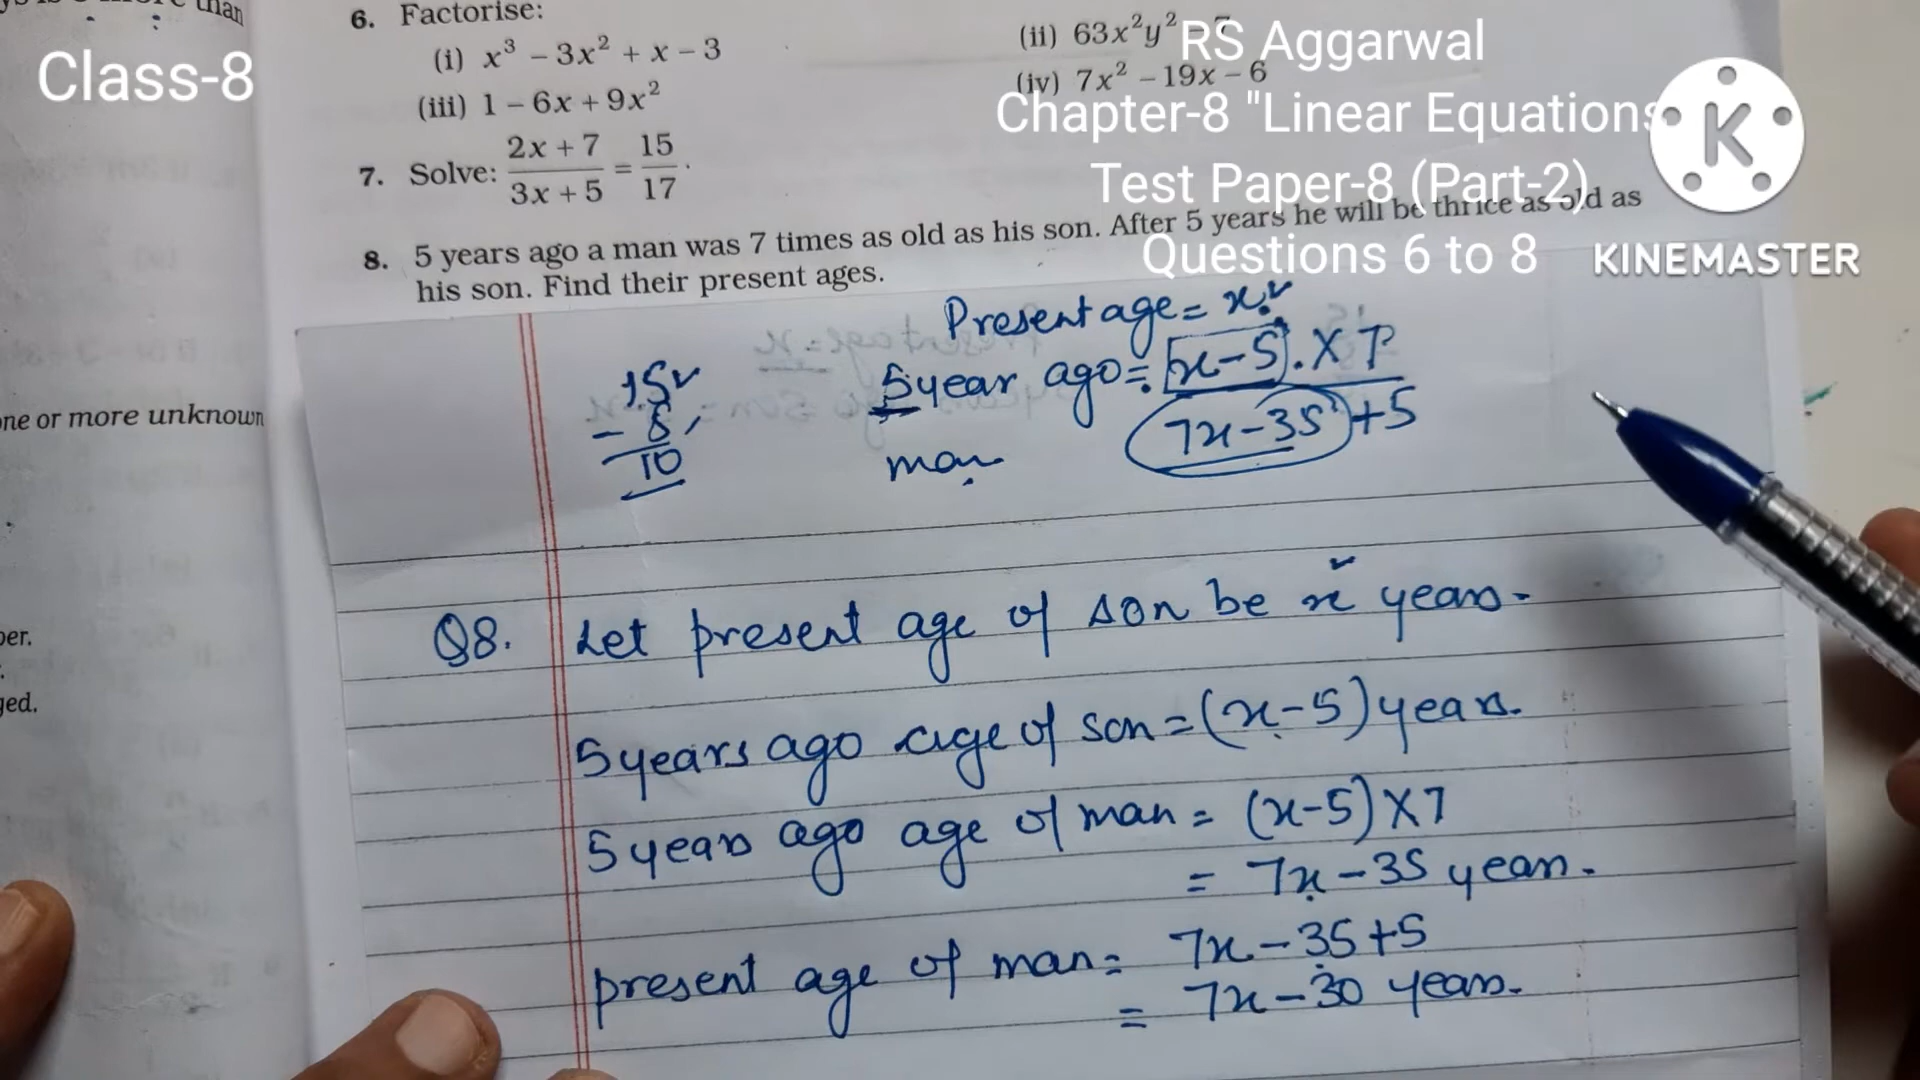 than
Class-8
6. Factorise:
(i) x³ – 3x² + x – 3
(ii) 63x²y² – 7
(iii) 1 – 6x + 9x²
(iv) 7x² – 19x – 6
RS Aggarwal
Chapter-8 "Linear Equations
Test Paper-8 (Part-2)
Questions 6 to 8
K
KINEMASTER
7. Solve: (2x + 7)/(3x + 5) = 15/17.
8. 5 years ago a man was 7 times as old as his son. After 5 years he will be thrice as old as
his son. Find their present ages.
ne or more unknown
per.
ged.
Present age = x
5 year ago = x-5. X 7
man 7x-35 +5
15
- 5
10
Q8. Let present age of son be x years.
5 years ago age of son = (x-5) years.
5 years ago age of man = (x-5) X 7
= 7x-35 years.
present age of man = 7x-35+5
= 7x-30 years.